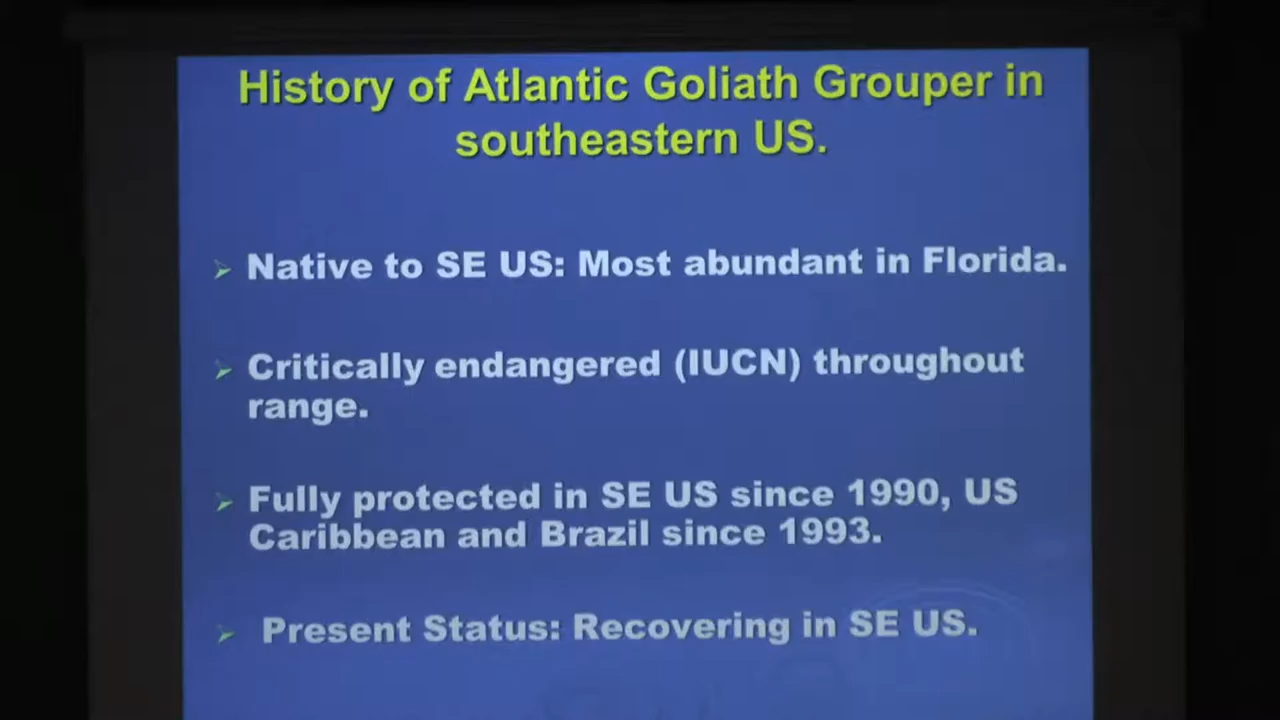 History of Atlantic Goliath Grouper in
southeastern US.
➢ Native to SE US: Most abundant in Florida.
➢ Critically endangered (IUCN) throughout
range.
➢ Fully protected in SE US since 1990, US
Caribbean and Brazil since 1993.
➢ Present Status: Recovering in SE US.